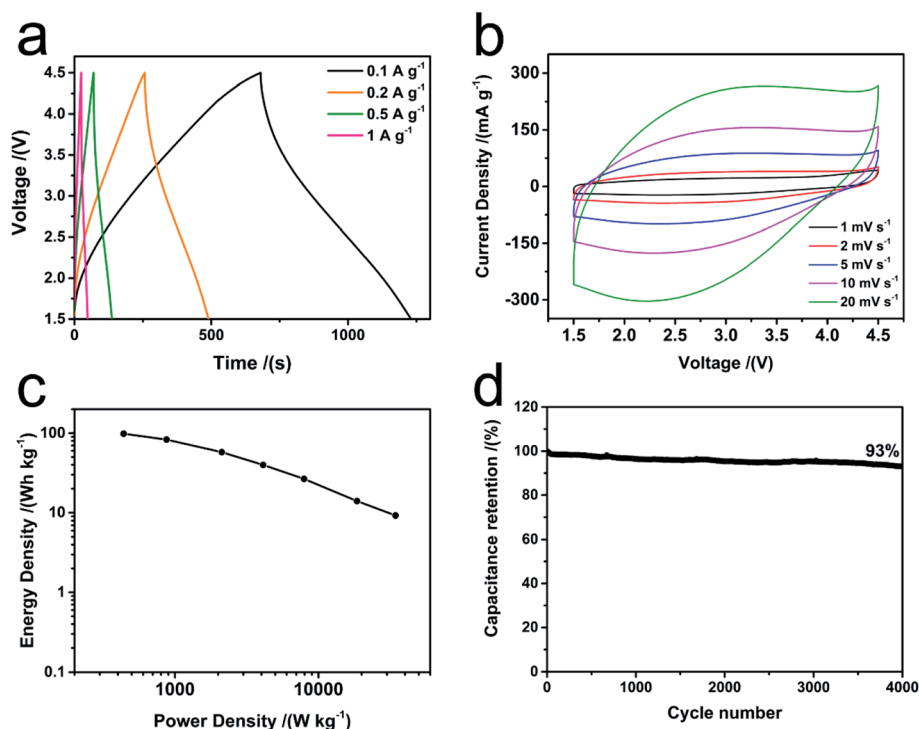 a
4.5
4.0
3.5
3.0
2.5
2.0
1.5
Voltage /(V)
0
250
500
750
1000
1250
Time /(s)
0.1 A g⁻¹
0.2 A g⁻¹
0.5 A g⁻¹
1 A g⁻¹
b
300
150
0
-150
-300
Current Density /(mA g⁻¹)
1.5
2.0
2.5
3.0
3.5
4.0
4.5
Voltage /(V)
1 mV s⁻¹
2 mV s⁻¹
5 mV s⁻¹
10 mV s⁻¹
20 mV s⁻¹
c
100
10
1
0.1
Energy Density /(Wh kg⁻¹)
1000
10000
Power Density /(W kg⁻¹)
d
120
100
80
60
40
20
0
Capacitance retention /(%)
93%
0
1000
2000
3000
4000
Cycle number